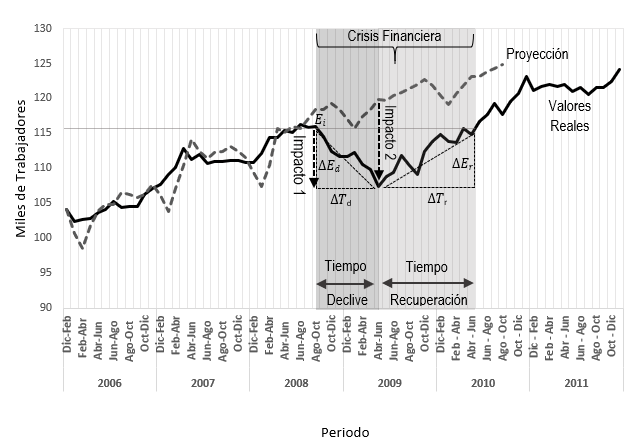 130
125
120
115
110
105
100
95
90
Miles de Trabajadores
Crisis Financiera
Proyección
Valores
Reales
E_i
Impacto 1
Impacto 2
ΔE_d
ΔE_r
ΔT_d
ΔT_r
Tiempo
Declive
Tiempo
Recuperación
Dic-Feb
Feb-Abr
Abr-Jun
Jun-Ago
Ago-Oct
Oct-Dic
Dic-Feb
Feb-Abr
Abr-Jun
Jun-Ago
Ago-Oct
Oct-Dic
Dic-Feb
Feb-Abr
Abr-Jun
Jun-Ago
Ago-Oct
Oct-Dic
Dic-Feb
Feb-Abr
Abr-Jun
Jun-Ago
Ago-Oct
Oct-Dic
Dic-Feb
Feb - Abr
Abr - Jun
Jun - Ago
Ago - Oct
Oct - Dic
Dic - Feb
Feb - Abr
Abr - Jun
Jun - Ago
Ago - Oct
Oct - Dic
2006
2007
2008
2009
2010
2011
Periodo